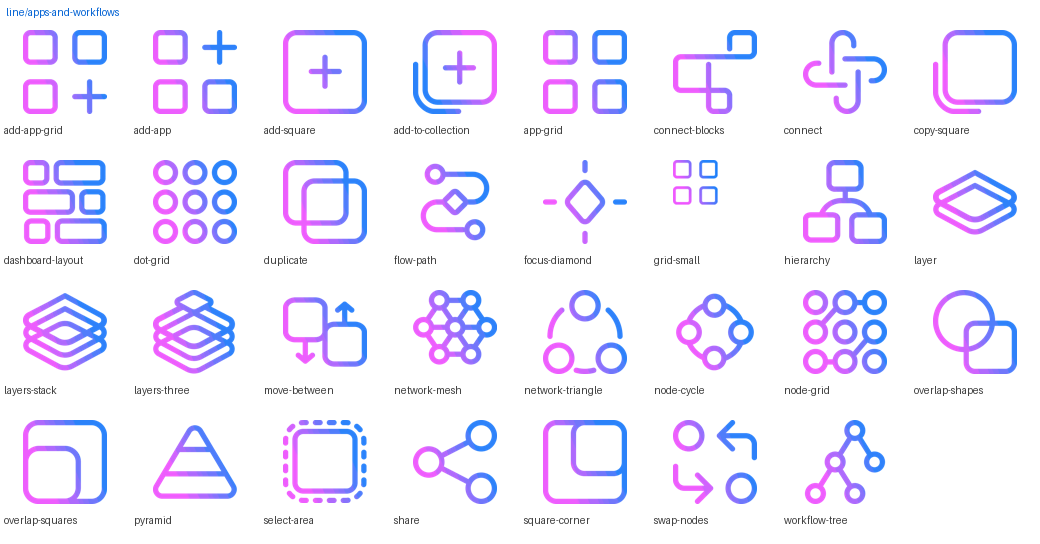 line/apps-and-workflows
add-app-grid add-app add-square add-to-collection app-grid connect-blocks connect copy-square
dashboard-layout dot-grid duplicate flow-path focus-diamond grid-small hierarchy layer
layers-stack layers-three move-between network-mesh network-triangle node-cycle node-grid overlap-shapes
overlap-squares pyramid select-area share square-corner swap-nodes workflow-tree